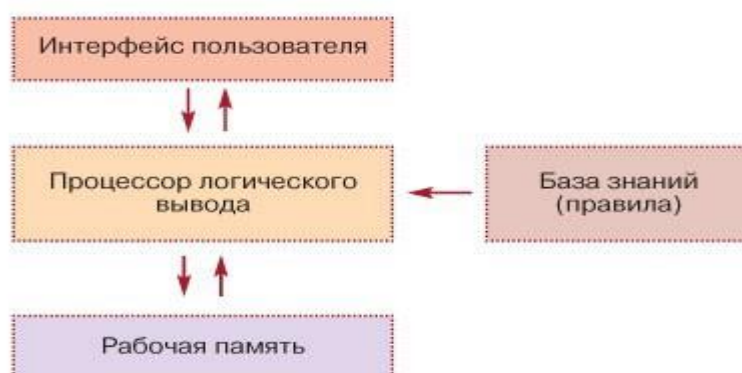 Интерфейс пользователя
Процессор логического
вывода
База знаний
(правила)
Рабочая память